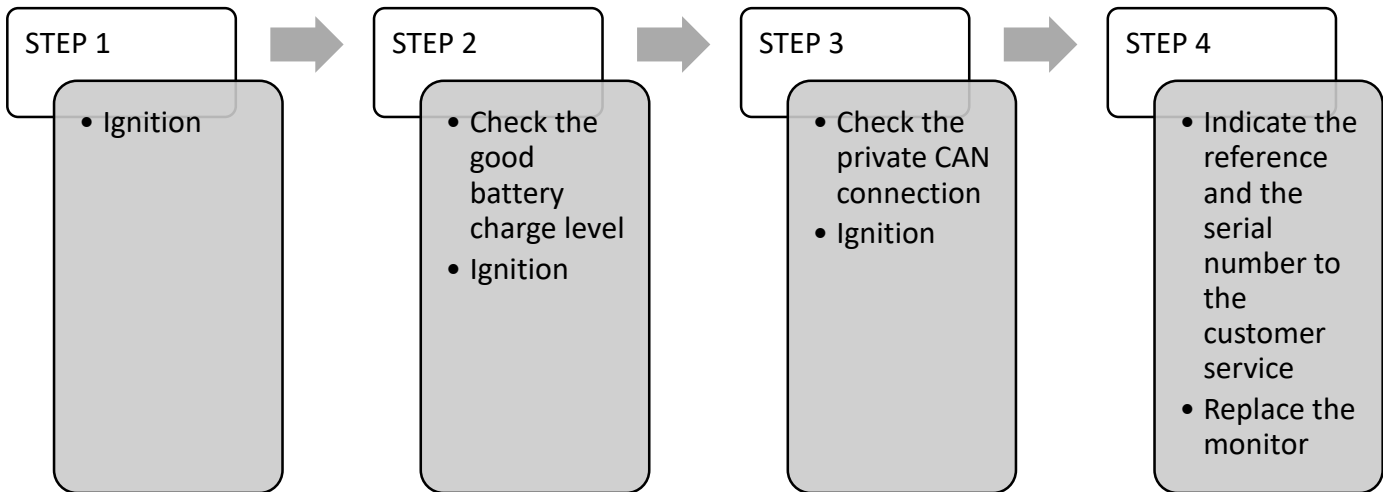 STEP 1
• Ignition
STEP 2
• Check the
good
battery
charge level
• Ignition
STEP 3
• Check the
private CAN
connection
• Ignition
STEP 4
• Indicate the
reference
and the
serial
number to
the
customer
service
• Replace the
monitor